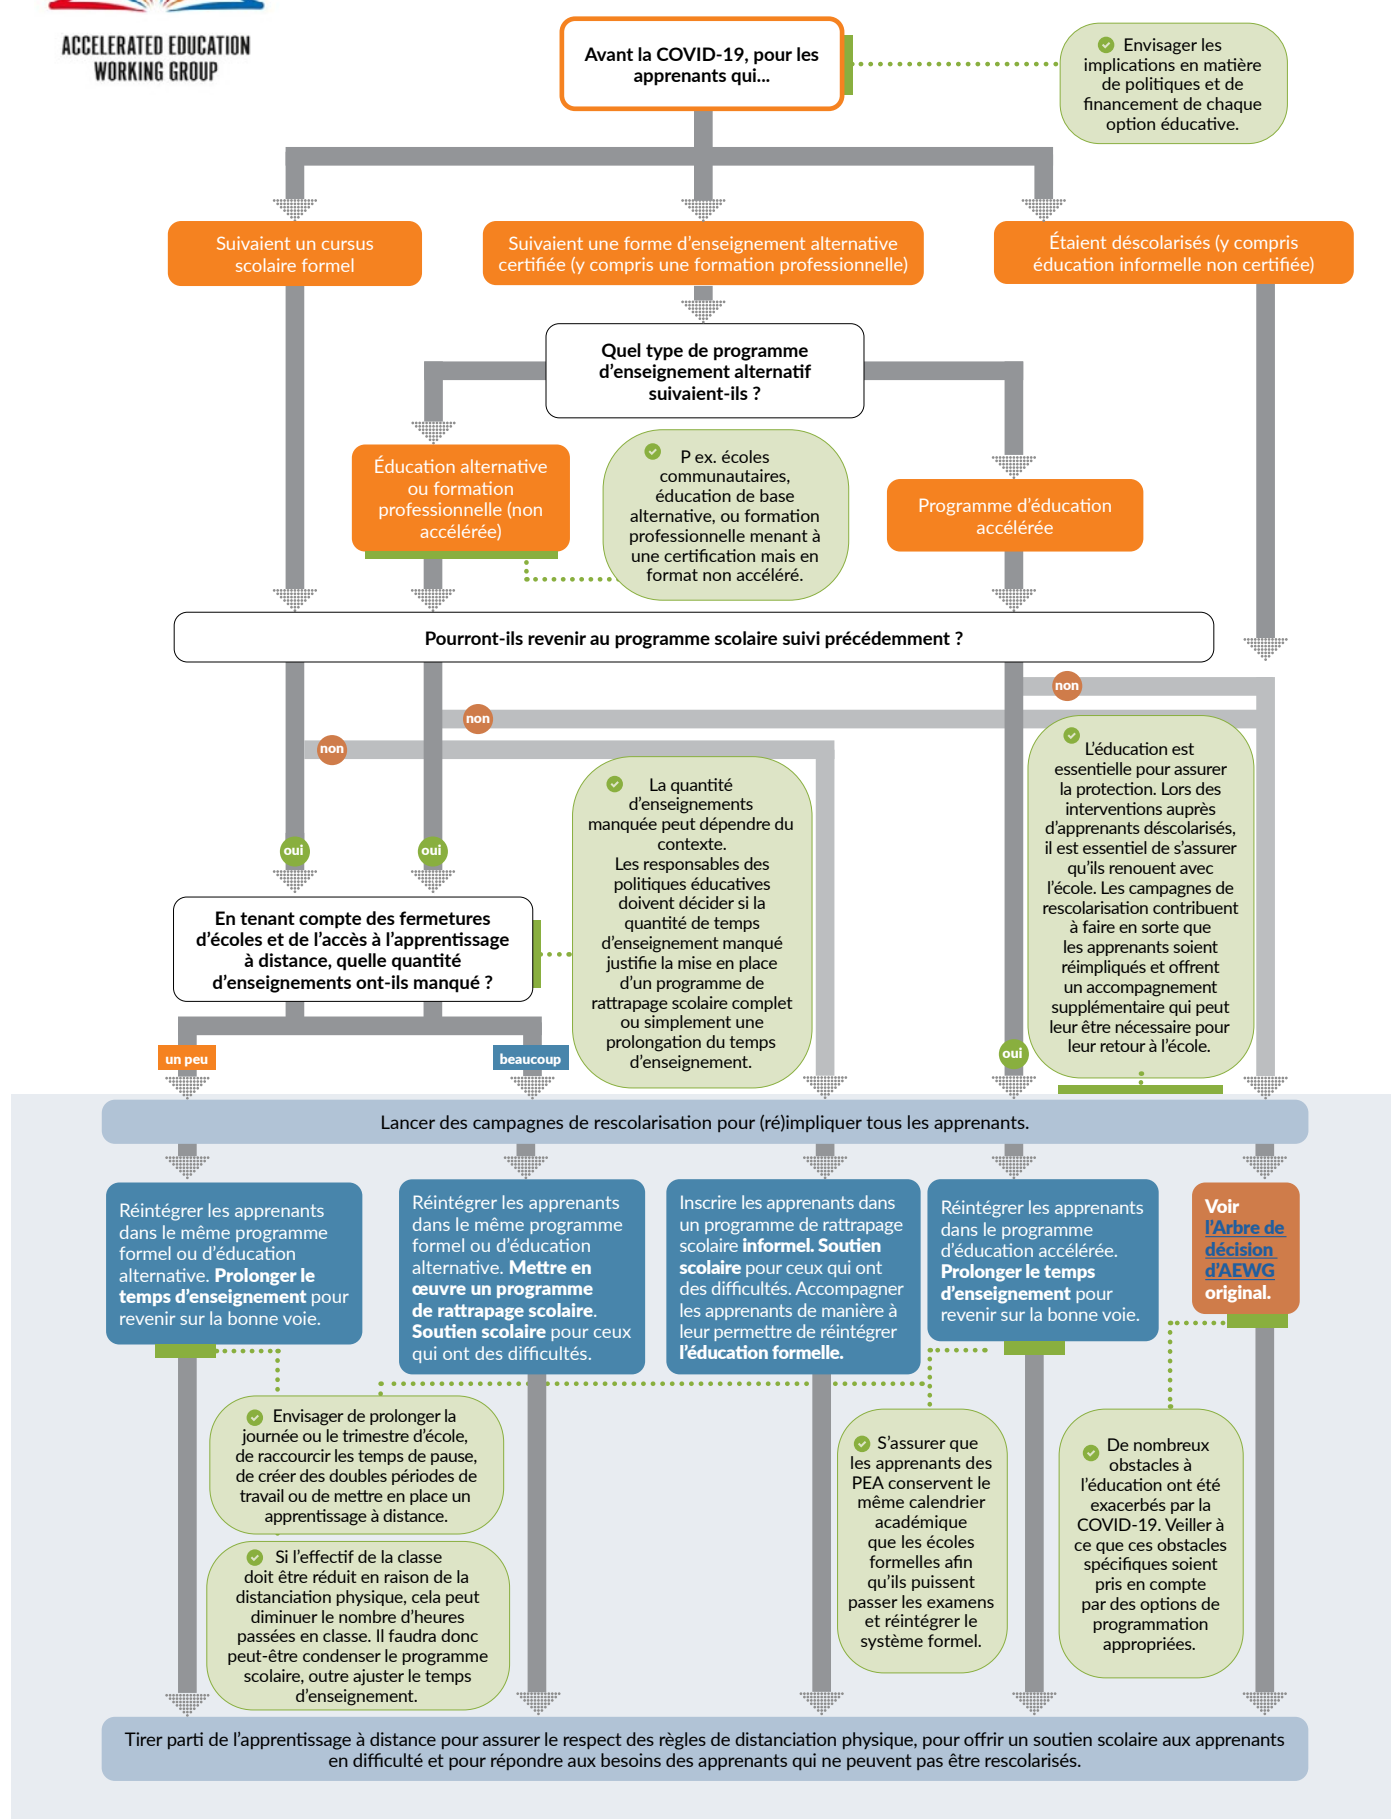 ACCELERATED EDUCATION
WORKING GROUP
Avant la COVID-19, pour les
apprenants qui...
Envisager les
implications en matière
de politiques et de
financement de chaque
option éducative.
Suivaient un cursus
scolaire formel
Suivaient une forme d’enseignement alternative
certifiée (y compris une formation professionnelle)
Étaient déscolarisés (y compris
éducation informelle non certifiée)
Quel type de programme
d’enseignement alternatif
suivaient-ils ?
Éducation alternative
ou formation
professionnelle (non
accélérée)
P ex. écoles
communautaires,
éducation de base
alternative, ou formation
professionnelle menant à
une certification mais en
format non accéléré.
Programme d’éducation
accélérée
Pourront-ils revenir au programme scolaire suivi précédemment ?
non
non
non
L’éducation est
essentielle pour assurer
la protection. Lors des
interventions auprès
d’apprenants déscolarisés,
il est essentiel de s’assurer
qu’ils renouent avec
l’école. Les campagnes de
rescolarisation contribuent
à faire en sorte que
les apprenants soient
réimpliqués et offrent
un accompagnement
supplémentaire qui peut
leur être nécessaire pour
leur retour à l’école.
La quantité
d’enseignements
manquée peut dépendre du
contexte.
Les responsables des
politiques éducatives
doivent décider si la
quantité de temps
d’enseignement manqué
justifie la mise en place
d’un programme de
rattrapage scolaire complet
ou simplement une
prolongation du temps
d’enseignement.
oui
oui
En tenant compte des fermetures
d’écoles et de l’accès à l’apprentissage
à distance, quelle quantité
d’enseignements ont-ils manqué ?
un peu
beaucoup
oui
Lancer des campagnes de rescolarisation pour (ré)impliquer tous les apprenants.
Réintégrer les apprenants
dans le même programme
formel ou d’éducation
alternative. Prolonger le
temps d’enseignement pour
revenir sur la bonne voie.
Réintégrer les apprenants
dans le même programme
formel ou d’éducation
alternative. Mettre en
œuvre un programme
de rattrapage scolaire.
Soutien scolaire pour ceux
qui ont des difficultés.
Inscrire les apprenants dans
un programme de rattrapage
scolaire informel. Soutien
scolaire pour ceux qui ont
des difficultés. Accompagner
les apprenants de manière à
leur permettre de réintégrer
l’éducation formelle.
Réintégrer les apprenants
dans le programme
d’éducation accélérée.
Prolonger le temps
d’enseignement pour
revenir sur la bonne voie.
Voir
l’Arbre de
décision
d’AEWG
original.
Envisager de prolonger la
journée ou le trimestre d’école,
de raccourcir les temps de pause,
de créer des doubles périodes de
travail ou de mettre en place un
apprentissage à distance.
Si l’effectif de la classe
doit être réduit en raison de la
distanciation physique, cela peut
diminuer le nombre d’heures
passées en classe. Il faudra donc
peut-être condenser le programme
scolaire, outre ajuster le temps
d’enseignement.
S’assurer que
les apprenants des
PEA conservent le
même calendrier
académique
que les écoles
formelles afin
qu’ils puissent
passer les examens
et réintégrer le
système formel.
De nombreux
obstacles à
l’éducation ont été
exacerbés par la
COVID-19. Veiller à
ce que ces obstacles
spécifiques soient
pris en compte
par des options de
programmation
appropriées.
Tirer parti de l’apprentissage à distance pour assurer le respect des règles de distanciation physique, pour offrir un soutien scolaire aux apprenants
en difficulté et pour répondre aux besoins des apprenants qui ne peuvent pas être rescolarisés.